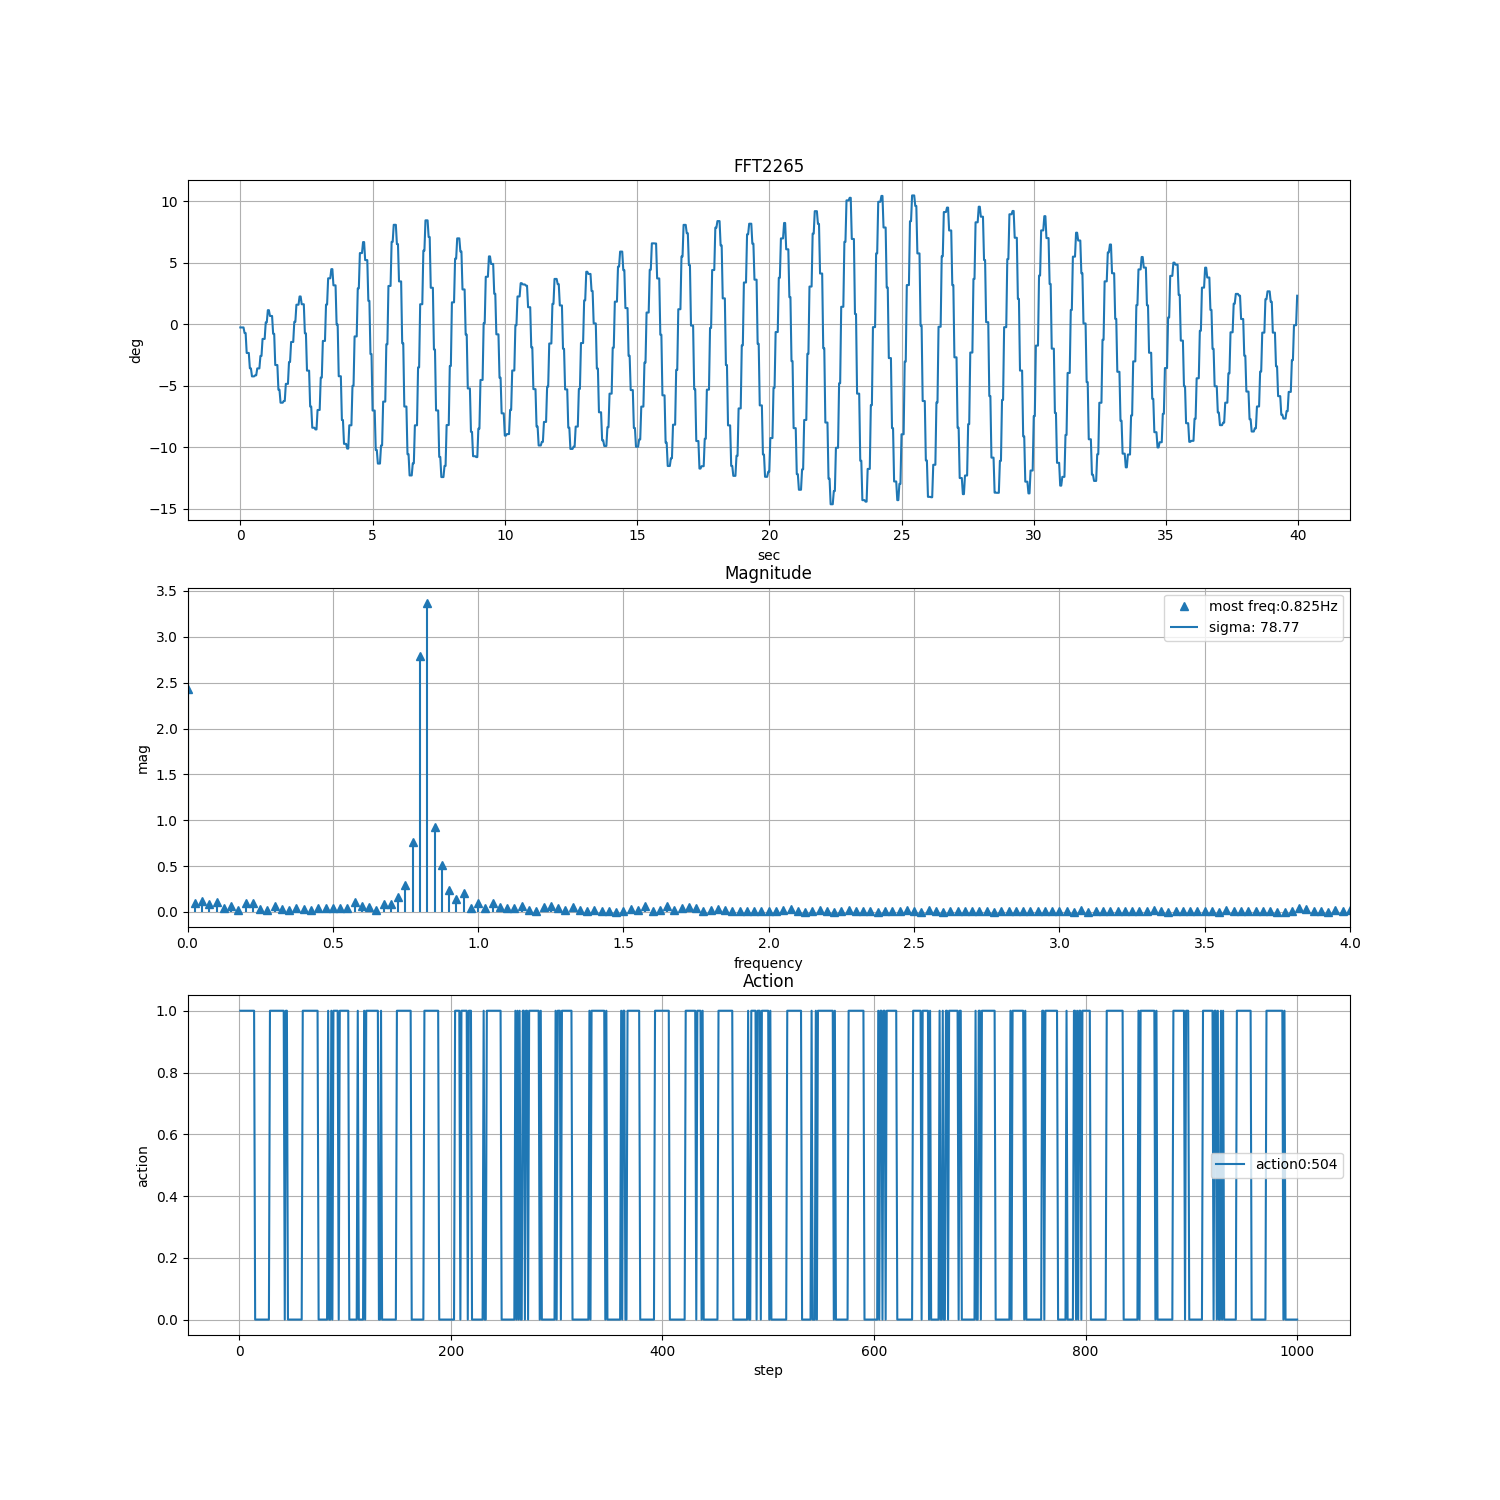 FFT2265
10
5
0
−5
−10
−15
deg
0 5 10 15 20 25 30 35 40
sec
Magnitude
3.5
3.0
2.5
2.0
1.5
1.0
0.5
0.0
mag
most freq:0.825Hz
sigma: 78.77
0.0 0.5 1.0 1.5 2.0 2.5 3.0 3.5 4.0
frequency
Action
1.0
0.8
0.6
0.4
0.2
0.0
action
action0:504
0 200 400 600 800 1000
step